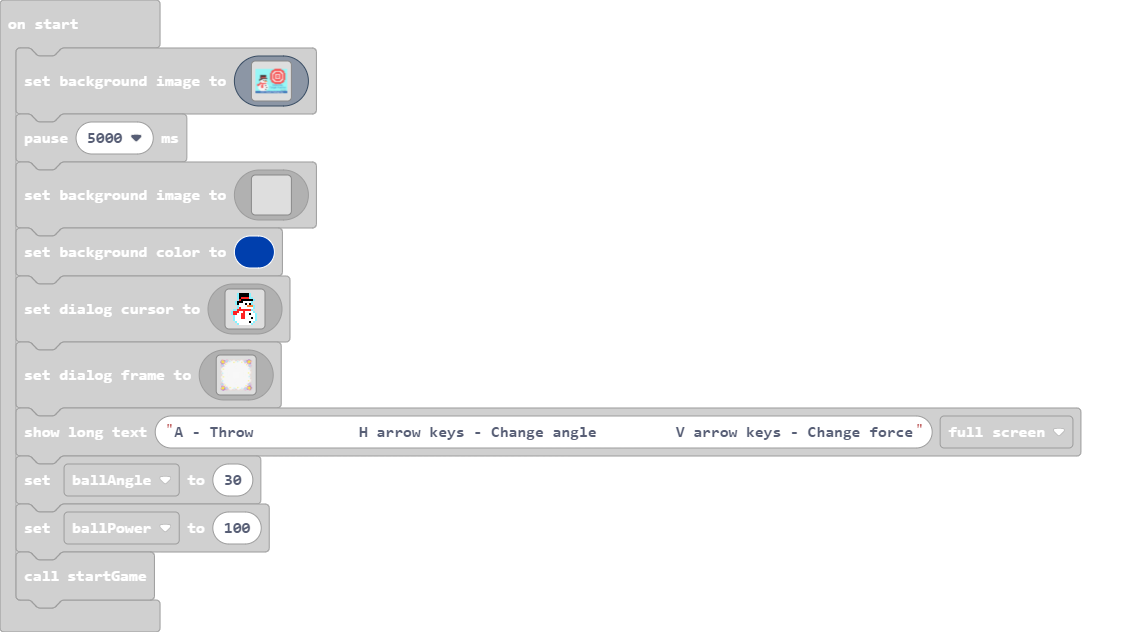 on start
set background image to
pause 5000 ms
set background image to
set background color to
set dialog cursor to
set dialog frame to
show long text "A - Throw H arrow keys - Change angle V arrow keys - Change force" full screen
set ballAngle to 30
set ballPower to 100
call startGame